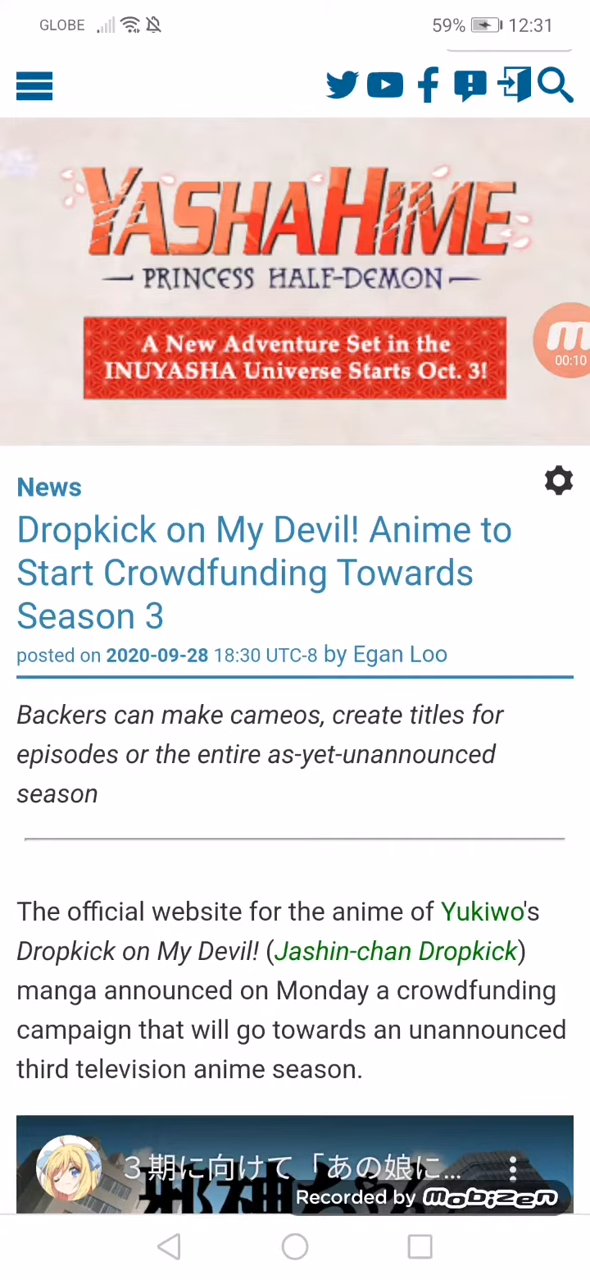 GLOBE
59% 12:31
YASHAHIME
PRINCESS HALF-DEMON
A New Adventure Set in the
INUYASHA Universe Starts Oct. 3!
00:10
News
Dropkick on My Devil! Anime to
Start Crowdfunding Towards
Season 3
posted on 2020-09-28 18:30 UTC-8 by Egan Loo
Backers can make cameos, create titles for
episodes or the entire as-yet-unannounced
season
The official website for the anime of Yukiwo's
Dropkick on My Devil! (Jashin-chan Dropkick)
manga announced on Monday a crowdfunding
campaign that will go towards an unannounced
third television anime season.
３期に向けて「あの娘に...
Recorded by mobizen